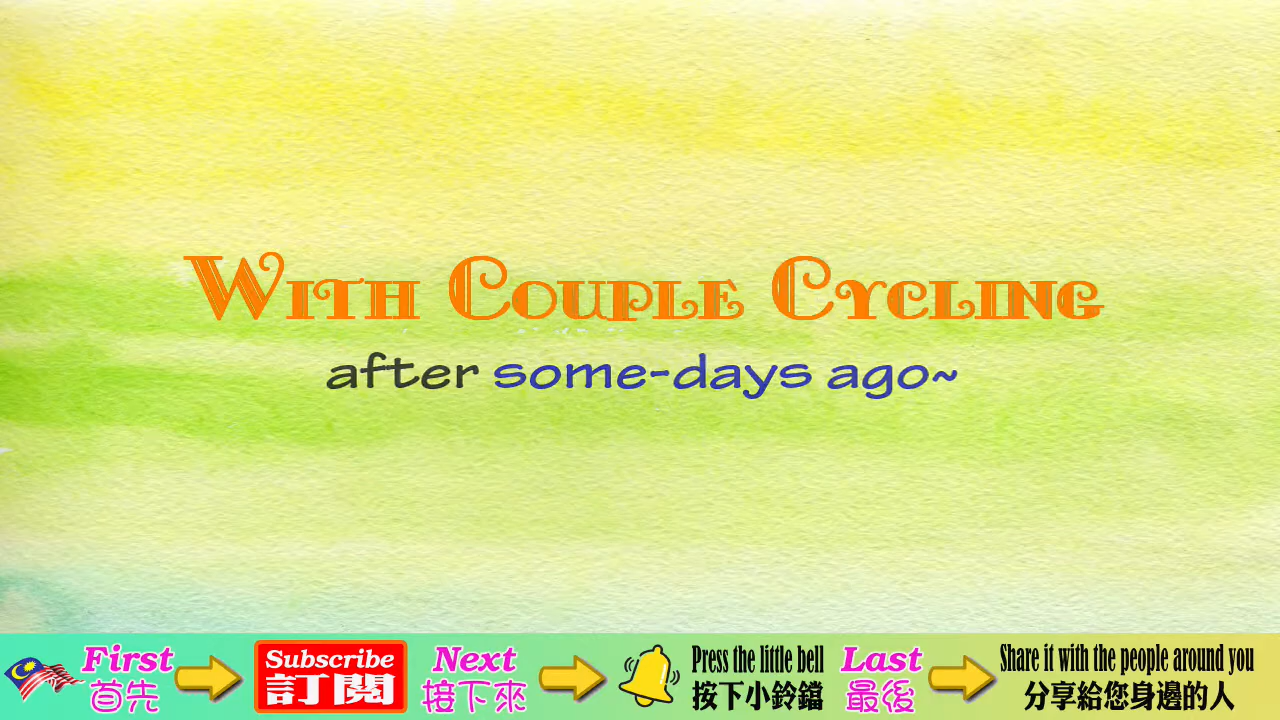 With Couple Cycling
after some-days ago~
First
首先
Subscribe
訂閱
Next
接下來
Press the little bell
按下小鈴鐺
Last
最後
Share it with the people around you
分享給您身邊的人